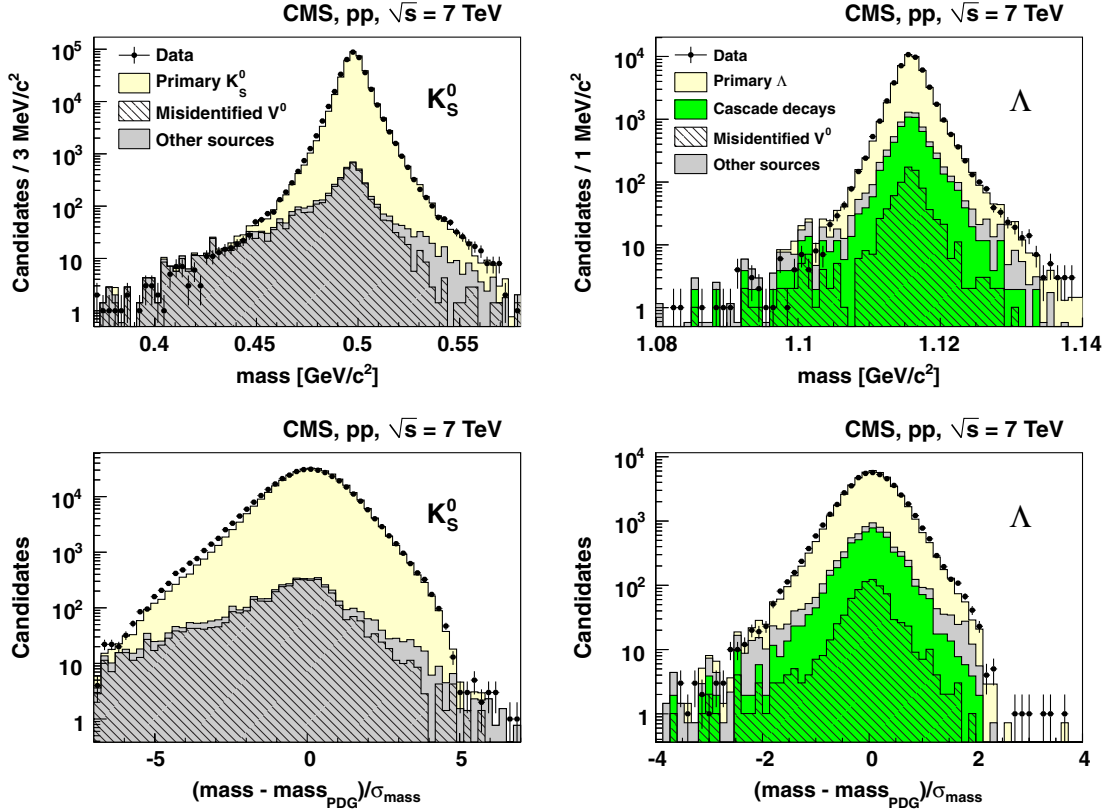 CMS, pp, √s = 7 TeV
Candidates / 3 MeV/c²
10⁵
10⁴
10³
10²
10
1
Data
Primary K⁰_S
Misidentified V⁰
Other sources
K⁰_S
0.4 0.45 0.5 0.55
mass [GeV/c²]
CMS, pp, √s = 7 TeV
Candidates / 1 MeV/c²
10⁴
10³
10²
10
1
Data
Primary Λ
Cascade decays
Misidentified V⁰
Other sources
Λ
1.08 1.1 1.12 1.14
mass [GeV/c²]
CMS, pp, √s = 7 TeV
Candidates
10⁴
10³
10²
10
1
K⁰_S
-5 0 5
(mass - mass_PDG)/σ_mass
CMS, pp, √s = 7 TeV
Candidates
10⁴
10³
10²
10
1
Λ
-4 -2 0 2 4
(mass - mass_PDG)/σ_mass